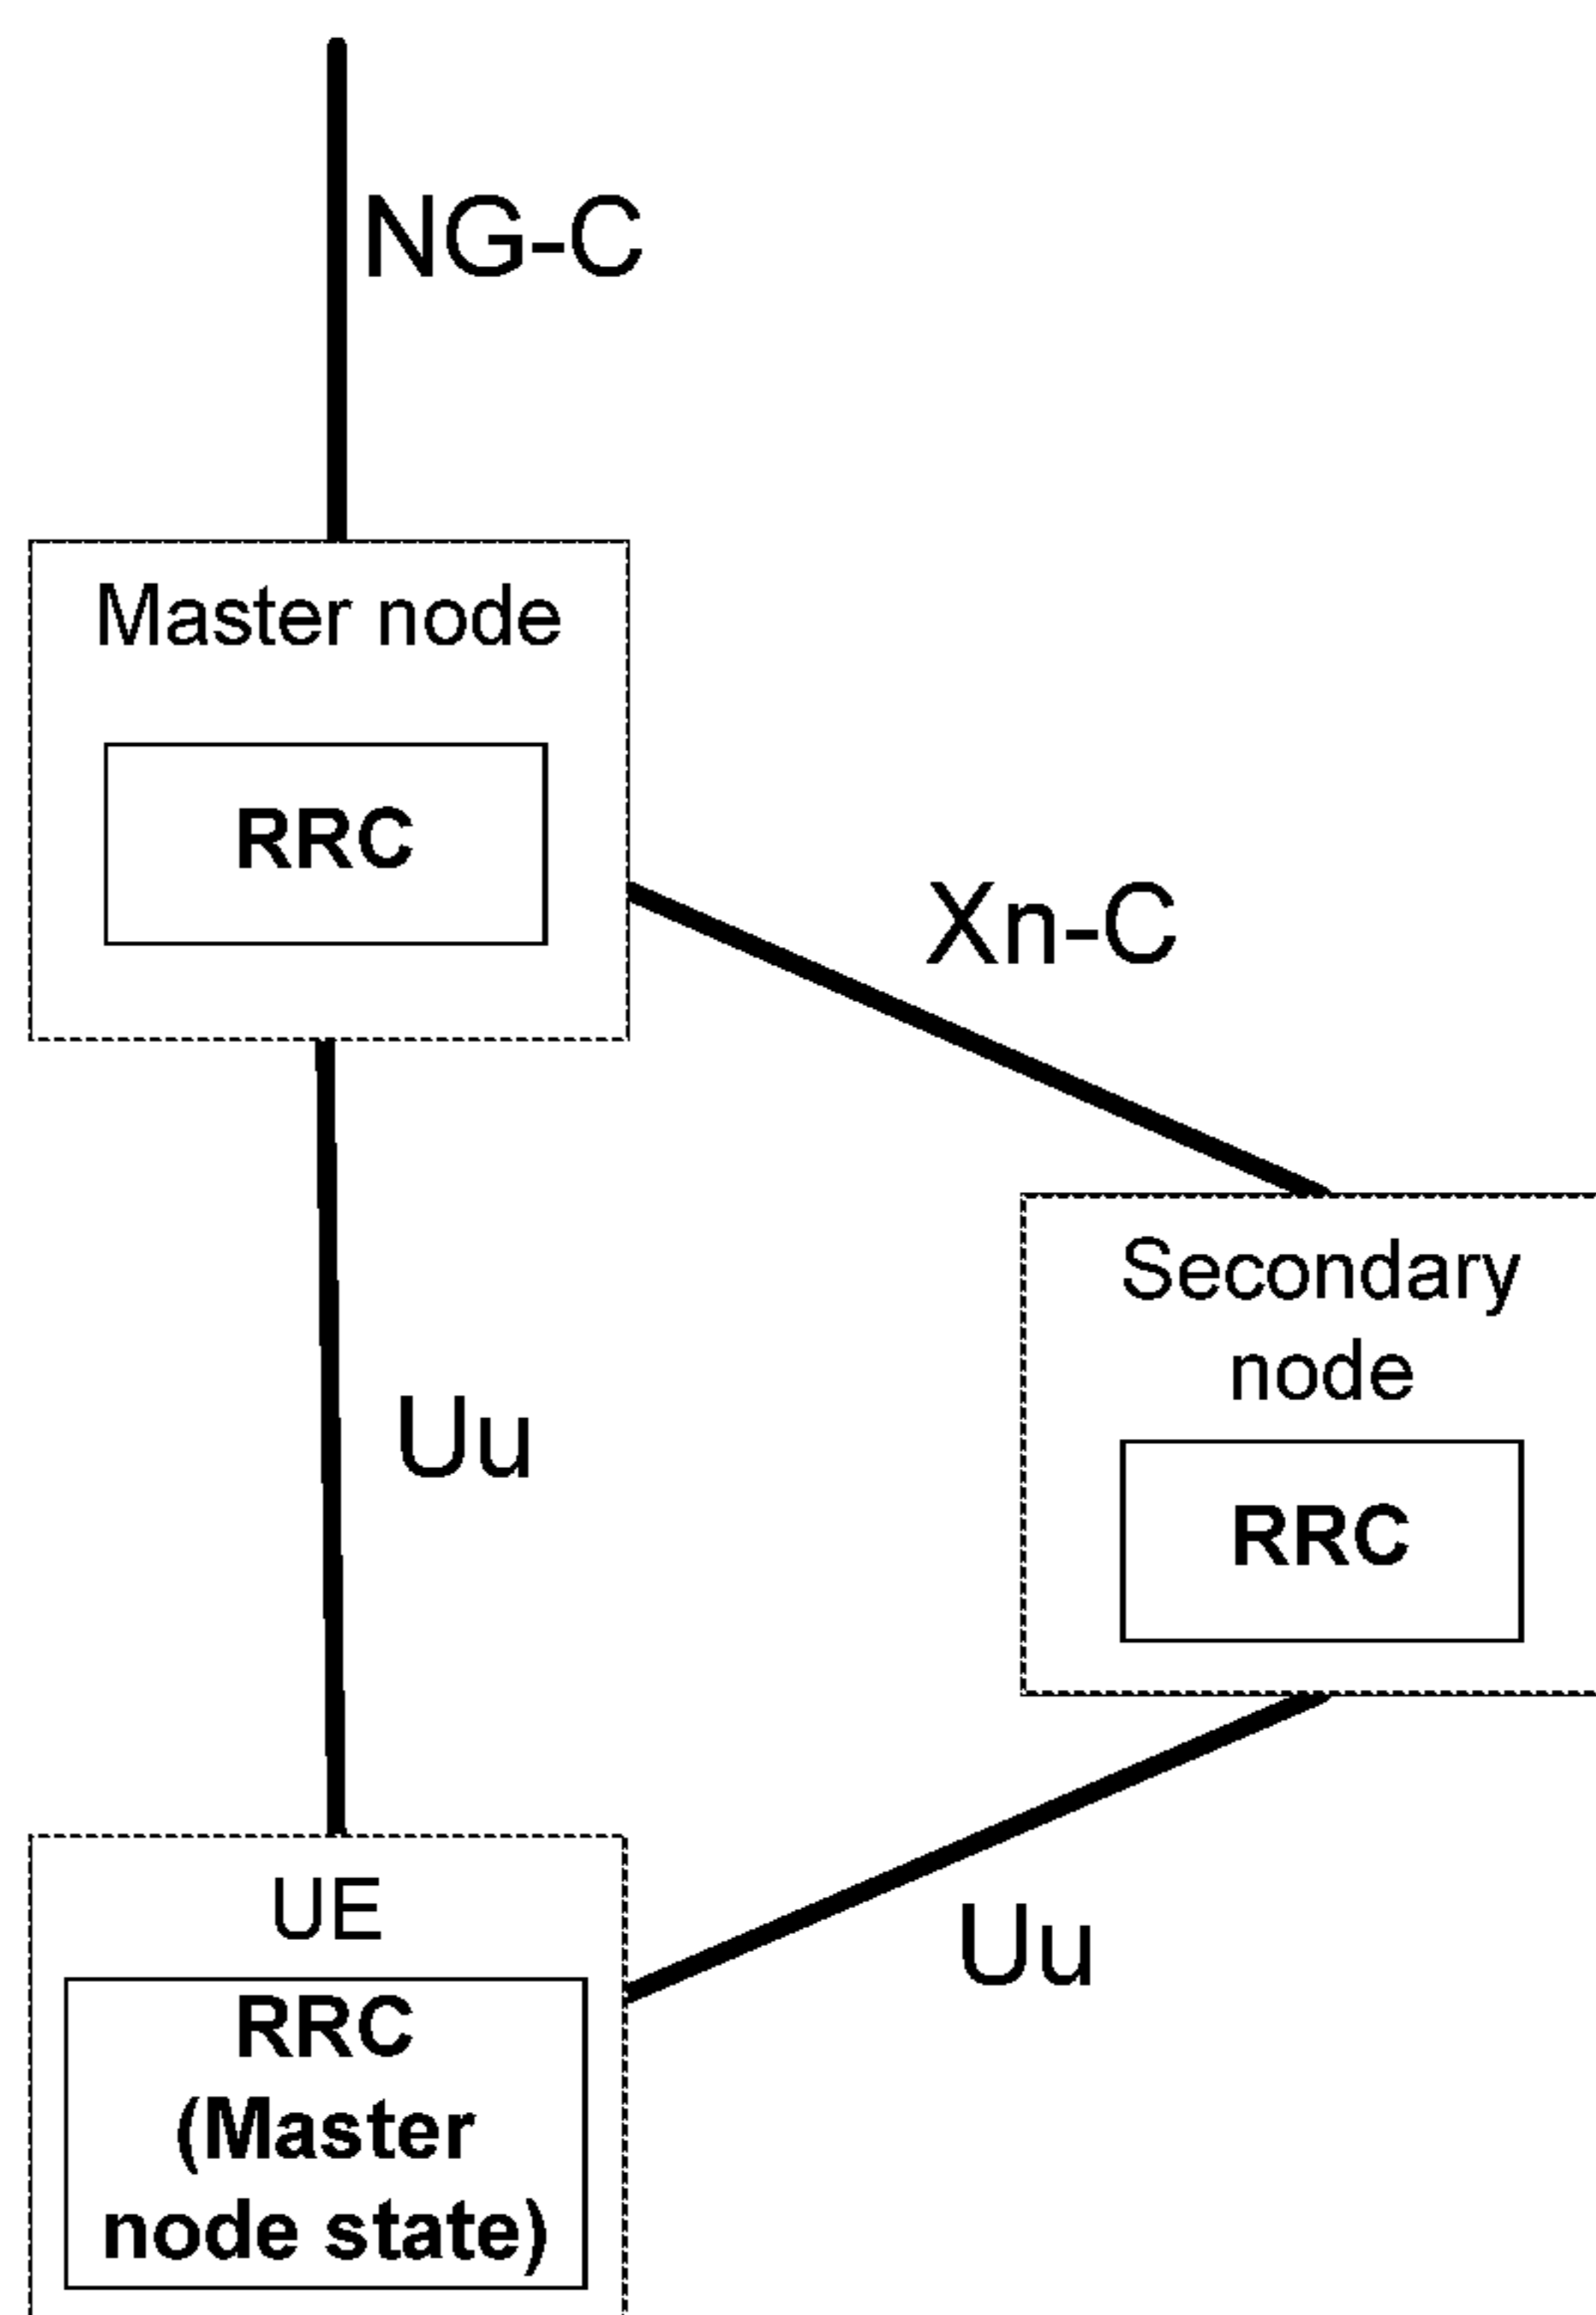 NG-C
Master node
RRC
Xn-C
Secondary
node
RRC
Uu
UE
RRC
(Master
node state)
Uu